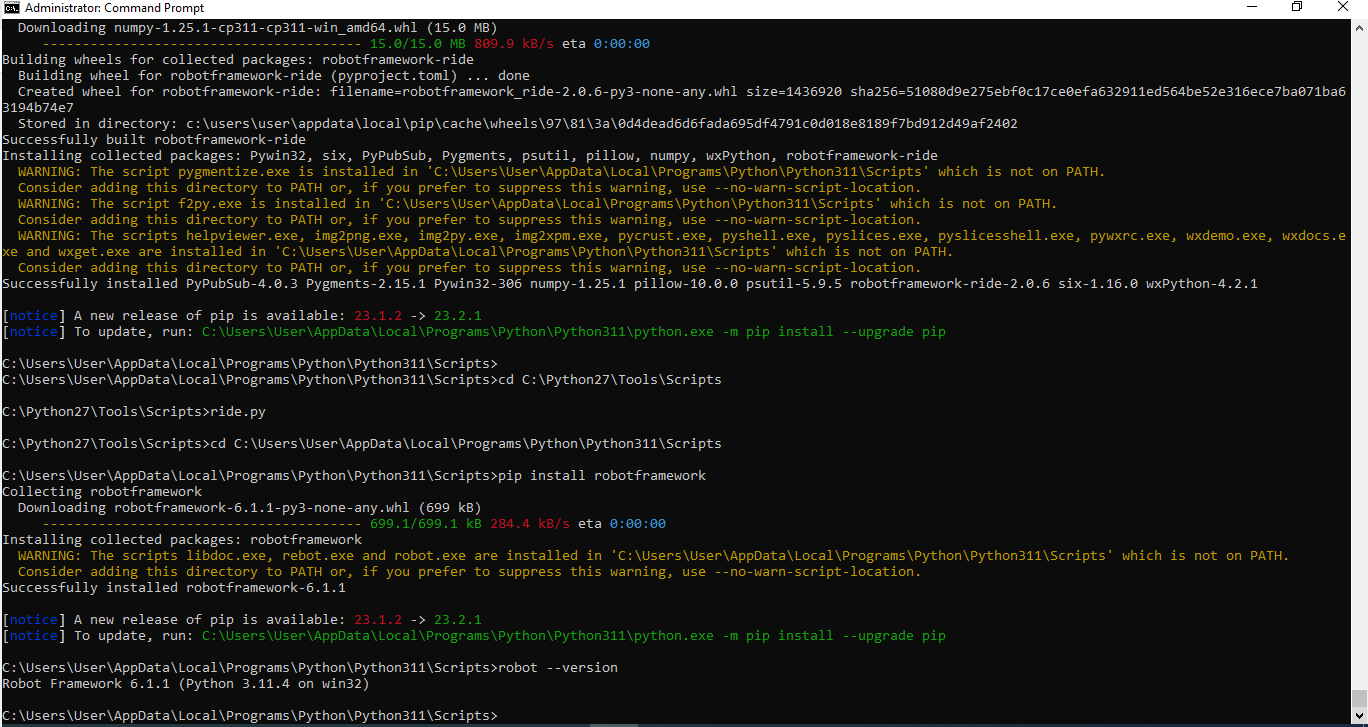 Administrator: Command Prompt
Downloading numpy-1.25.1-cp311-cp311-win_amd64.whl (15.0 MB)
---------------------------------------- 15.0/15.0 MB 809.9 kB/s eta 0:00:00
Building wheels for collected packages: robotframework-ride
Building wheel for robotframework-ride (pyproject.toml) ... done
Created wheel for robotframework-ride: filename=robotframework_ride-2.0.6-py3-none-any.whl size=1436920 sha256=51080d9e275ebf0c17ce0efa632911ed564be52e316ece7ba071ba6
3194b74e7
Stored in directory: c:\users\user\appdata\local\pip\cache\wheels\97\81\3a\0d4dead6d6fada695df4791c0d018e8189f7bd912d49af2402
Successfully built robotframework-ride
Installing collected packages: Pywin32, six, PyPubSub, Pygments, psutil, pillow, numpy, wxPython, robotframework-ride
WARNING: The script pygmentize.exe is installed in 'C:\Users\User\AppData\Local\Programs\Python\Python311\Scripts' which is not on PATH.
Consider adding this directory to PATH or, if you prefer to suppress this warning, use --no-warn-script-location.
WARNING: The script f2py.exe is installed in 'C:\Users\User\AppData\Local\Programs\Python\Python311\Scripts' which is not on PATH.
Consider adding this directory to PATH or, if you prefer to suppress this warning, use --no-warn-script-location.
WARNING: The scripts helpviewer.exe, img2png.exe, img2py.exe, img2xpm.exe, pycrust.exe, pyshell.exe, pyslices.exe, pyslicesshell.exe, pywxrc.exe, wxdemo.exe, wxdocs.e
xe and wxget.exe are installed in 'C:\Users\User\AppData\Local\Programs\Python\Python311\Scripts' which is not on PATH.
Consider adding this directory to PATH or, if you prefer to suppress this warning, use --no-warn-script-location.
Successfully installed PyPubSub-4.0.3 Pygments-2.15.1 Pywin32-306 numpy-1.25.1 pillow-10.0.0 psutil-5.9.5 robotframework-ride-2.0.6 six-1.16.0 wxPython-4.2.1
[notice] A new release of pip is available: 23.1.2 -> 23.2.1
[notice] To update, run: C:\Users\User\AppData\Local\Programs\Python\Python311\python.exe -m pip install --upgrade pip
C:\Users\User\AppData\Local\Programs\Python\Python311\Scripts>
C:\Users\User\AppData\Local\Programs\Python\Python311\Scripts>cd C:\Python27\Tools\Scripts
C:\Python27\Tools\Scripts>ride.py
C:\Python27\Tools\Scripts>cd C:\Users\User\AppData\Local\Programs\Python\Python311\Scripts
C:\Users\User\AppData\Local\Programs\Python\Python311\Scripts>pip install robotframework
Collecting robotframework
Downloading robotframework-6.1.1-py3-none-any.whl (699 kB)
---------------------------------------- 699.1/699.1 kB 284.4 kB/s eta 0:00:00
Installing collected packages: robotframework
WARNING: The scripts libdoc.exe, rebot.exe and robot.exe are installed in 'C:\Users\User\AppData\Local\Programs\Python\Python311\Scripts' which is not on PATH.
Consider adding this directory to PATH or, if you prefer to suppress this warning, use --no-warn-script-location.
Successfully installed robotframework-6.1.1
[notice] A new release of pip is available: 23.1.2 -> 23.2.1
[notice] To update, run: C:\Users\User\AppData\Local\Programs\Python\Python311\python.exe -m pip install --upgrade pip
C:\Users\User\AppData\Local\Programs\Python\Python311\Scripts>robot --version
Robot Framework 6.1.1 (Python 3.11.4 on win32)
C:\Users\User\AppData\Local\Programs\Python\Python311\Scripts>